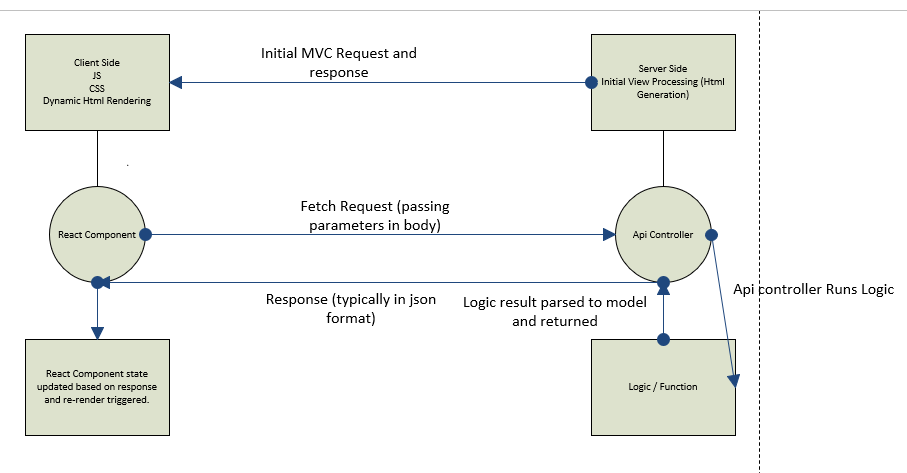 Client Side
JS
CSS
Dynamic Html Rendering
Initial MVC Request and
response
Server Side
Initial View Processing (Html
Generation)
React Component
Fetch Request (passing
parameters in body)
Api Controller
Response (typically in json
format)
Logic result parsed to model
and returned
Api controller Runs Logic
React Component state
updated based on response
and re-render triggered.
Logic / Function